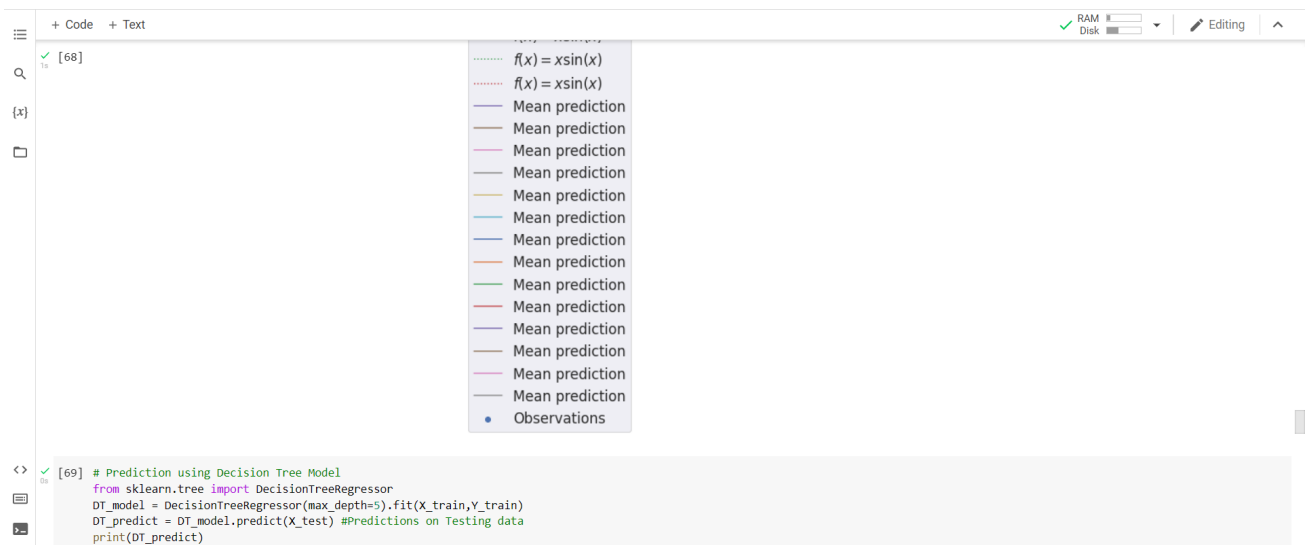 + Code + Text
RAM
Disk
Editing
[68]
1s
f(x) = xsin(x)
f(x) = xsin(x)
{x}
Mean prediction
Mean prediction
Mean prediction
Mean prediction
Mean prediction
Mean prediction
Mean prediction
Mean prediction
Mean prediction
Mean prediction
Mean prediction
Mean prediction
Mean prediction
Mean prediction
Observations
[69] # Prediction using Decision Tree Model
0s
from sklearn.tree import DecisionTreeRegressor
DT_model = DecisionTreeRegressor(max_depth=5).fit(X_train,Y_train)
DT_predict = DT_model.predict(X_test) #Predictions on Testing data
print(DT_predict)